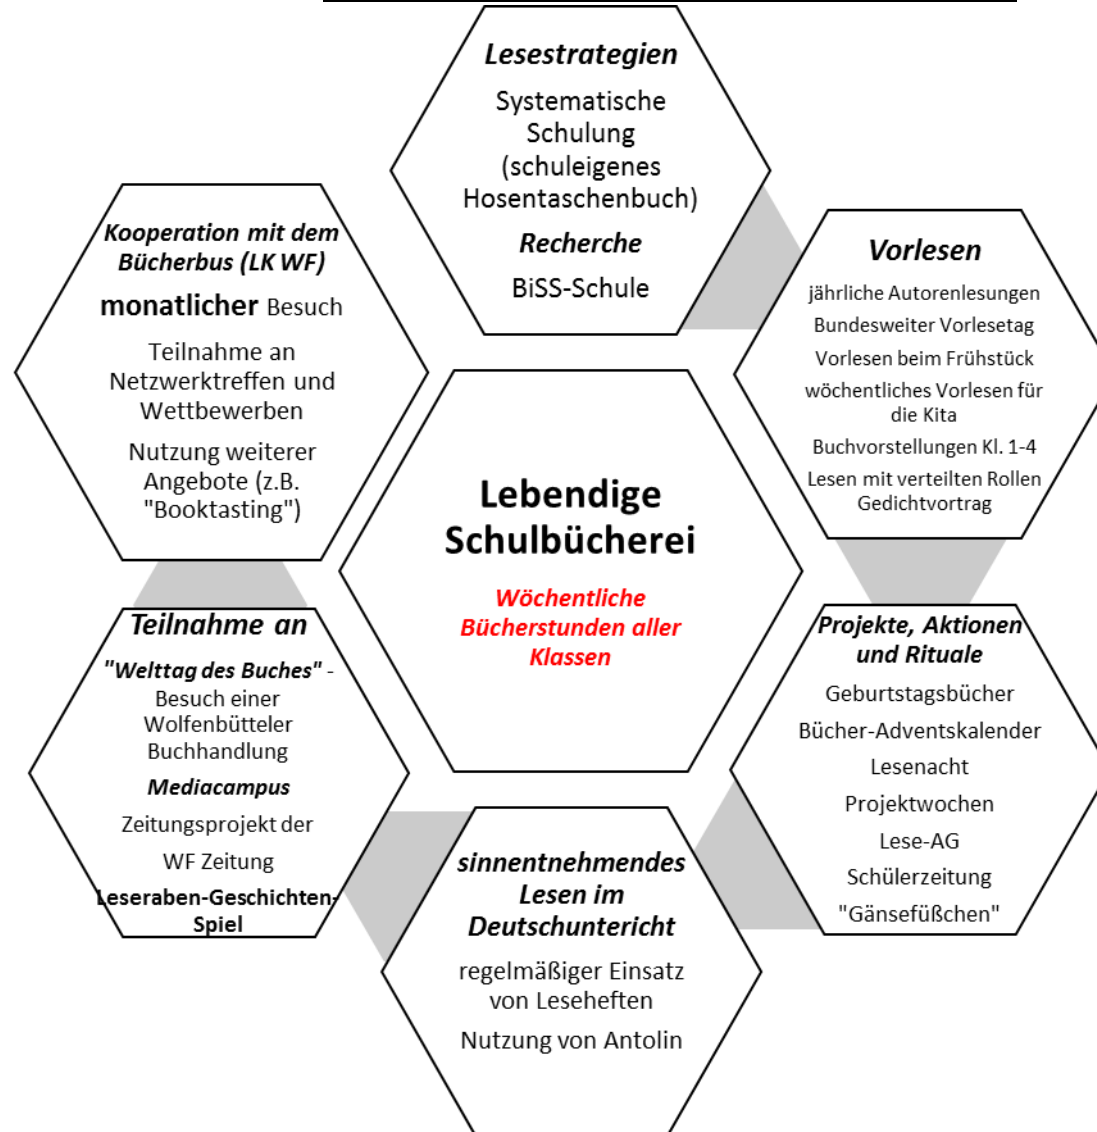 Lesestrategien
Systematische
Schulung
(schuleigenes
Hosentaschenbuch)
Recherche
BiSS-Schule
Kooperation mit dem
Bücherbus (LK WF)
monatlicher Besuch
Teilnahme an
Netzwerktreffen und
Wettbewerben
Nutzung weiterer
Angebote (z.B.
"Booktasting")
Vorlesen
jährliche Autorenlesungen
Bundesweiter Vorlesetag
Vorlesen beim Frühstück
wöchentliches Vorlesen für
die Kita
Buchvorstellungen Kl. 1-4
Lesen mit verteilten Rollen
Gedichtvortrag
Lebendige
Schulbücherei
Wöchentliche
Bücherstunden aller
Klassen
Teilnahme an
"Welttag des Buches" -
Besuch einer
Wolfenbütteler
Buchhandlung
Mediacampus
Zeitungsprojekt der
WF Zeitung
Leseraben-Geschichten-
Spiel
Projekte, Aktionen
und Rituale
Geburtstagsbücher
Bücher-Adventskalender
Lesenacht
Projektwochen
Lese-AG
Schülerzeitung
"Gänsefüßchen"
sinnentnehmendes
Lesen im
Deutschuntericht
regelmäßiger Einsatz
von Leseheften
Nutzung von Antolin